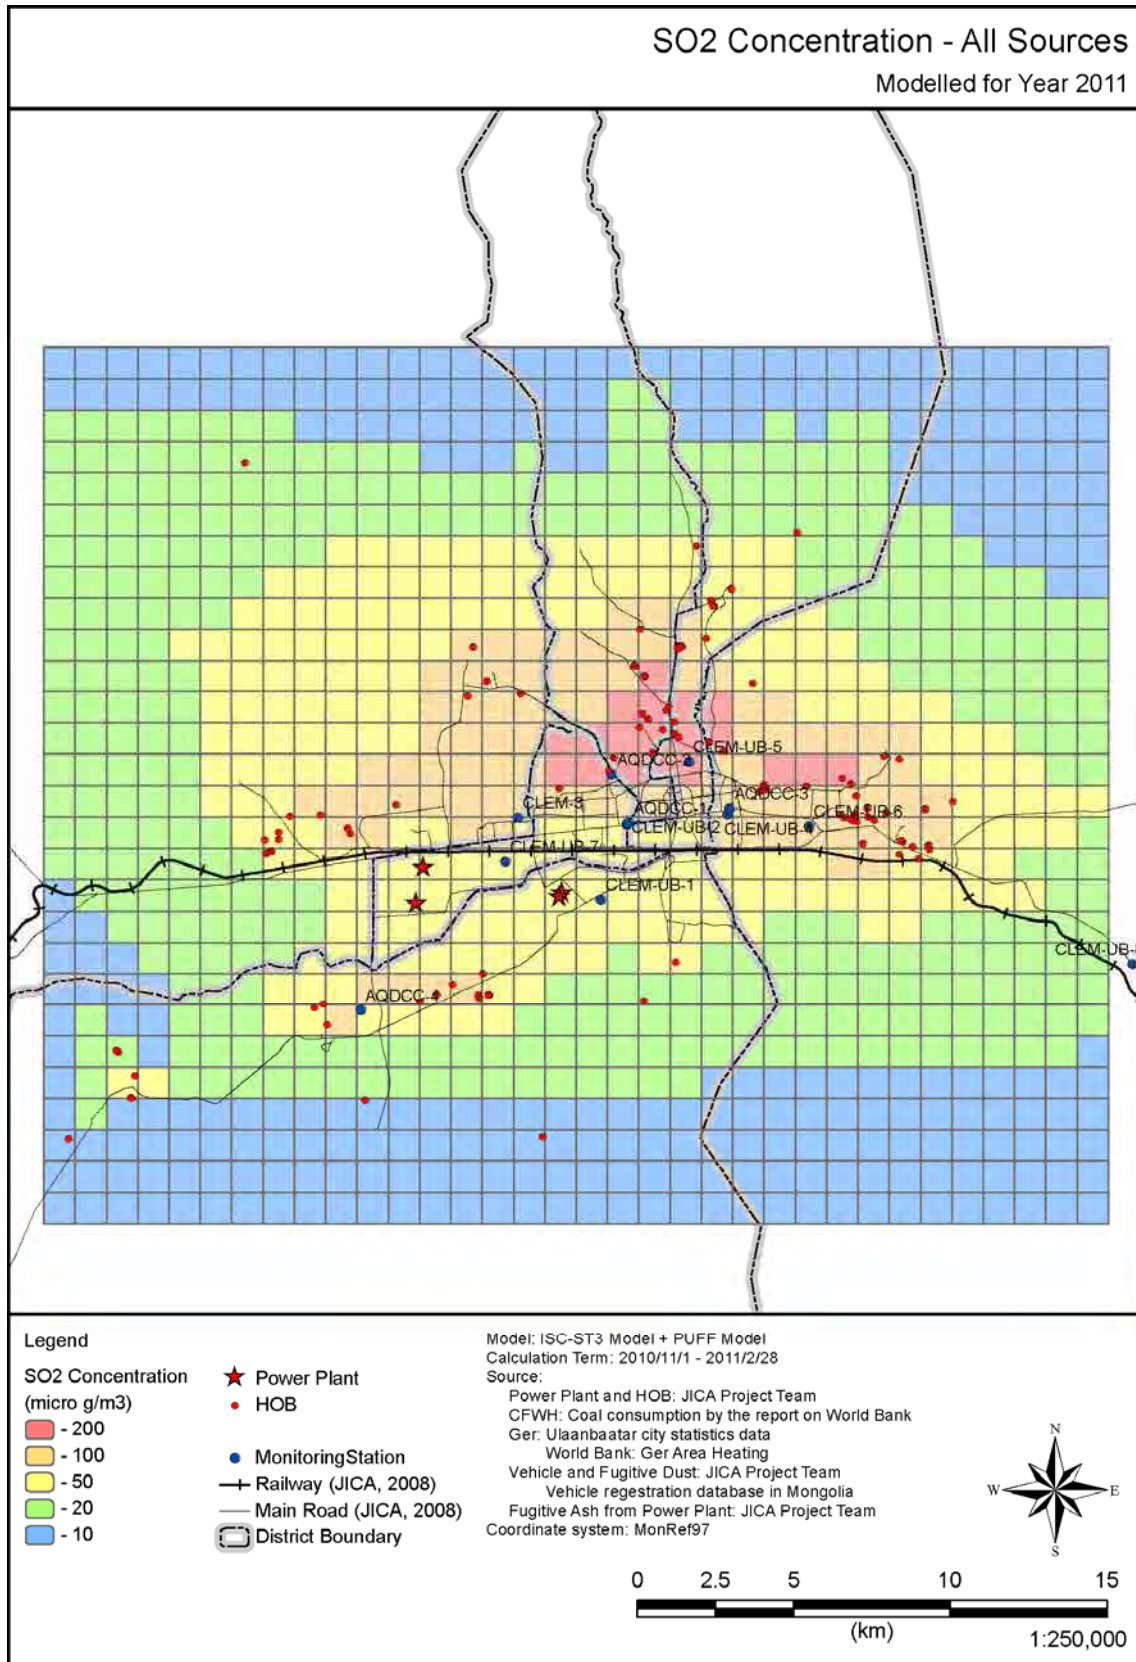 SO2 Concentration - All Sources
Modelled for Year 2011
CLEM-UB-5
AQDCC-3
CLEM-UB-6
AQDCC-1
CLEM-UB-2
CLEM-UB-4
CLEM-UB-7
CLEM-UB-1
CLEM-UB-
AQDCC-4
Legend
SO2 Concentration
(micro g/m3)
- 200
- 100
- 50
- 20
- 10
Power Plant
HOB
MonitoringStation
Railway (JICA, 2008)
Main Road (JICA, 2008)
District Boundary
Model: ISC-ST3 Model + PUFF Model
Calculation Term: 2010/11/1 - 2011/2/28
Source:
Power Plant and HOB: JICA Project Team
CFWH: Coal consumption by the report on World Bank
Ger: Ulaanbaatar city statistics data
World Bank: Ger Area Heating
Vehicle and Fugitive Dust: JICA Project Team
Vehicle regestration database in Mongolia
Fugitive Ash from Power Plant: JICA Project Team
Coordinate system: MonRef97
N
W
E
S
0 2.5 5 10 15
(km)
1:250,000